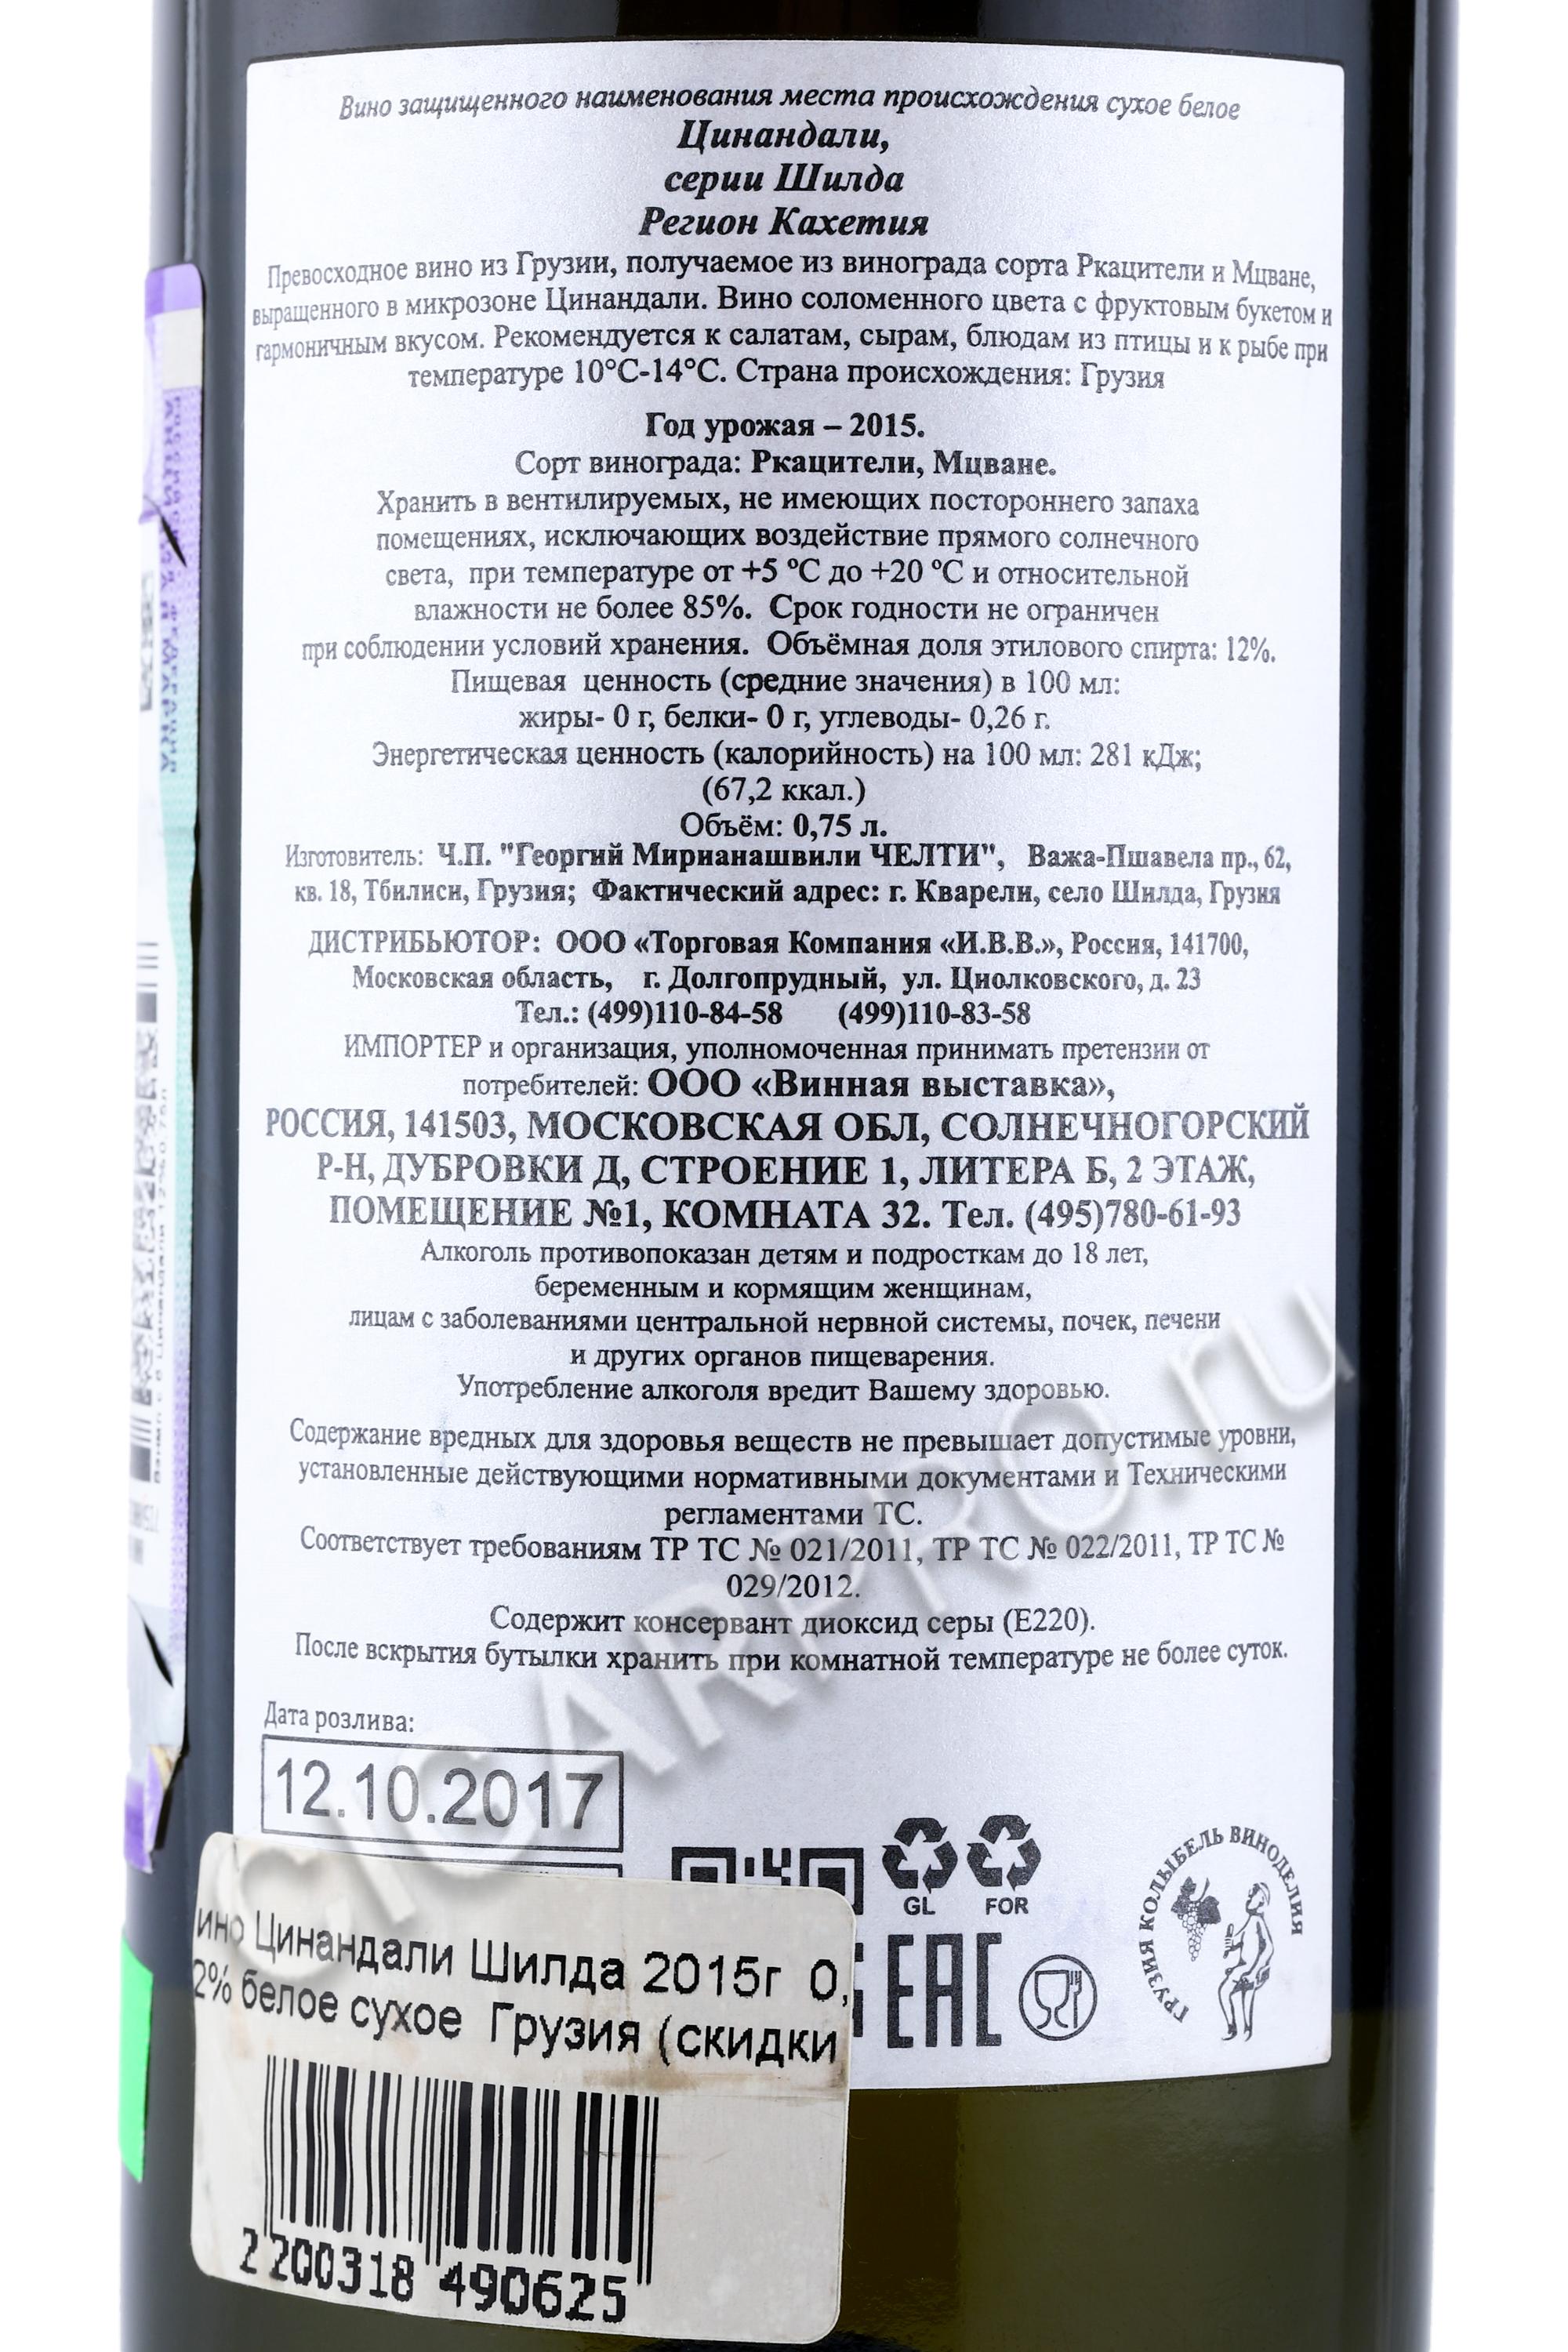 Вино защищенного наименования места происхождения сухое белое
Цинандали,
серии Шилда
Регион Кахетия
Превосходное вино из Грузии, получаемое из винограда сорта Ркацители и Мцване,
выращенного в микрозоне Цинандали. Вино соломенного цвета с фруктовым букетом и
гармоничным вкусом. Рекомендуется к салатам, сырам, блюдам из птицы и к рыбе при
температуре 10°С-14°С. Страна происхождения: Грузия
Год урожая – 2015.
Сорт винограда: Ркацители, Мцване.
Хранить в вентилируемых, не имеющих постороннего запаха
помещениях, исключающих воздействие прямого солнечного
света, при температуре от +5 °С до +20 °С и относительной
влажности не более 85%. Срок годности не ограничен
при соблюдении условий хранения. Объёмная доля этилового спирта: 12%.
Пищевая ценность (средние значения) в 100 мл:
жиры- 0 г, белки- 0 г, углеводы- 0,26 г.
Энергетическая ценность (калорийность) на 100 мл: 281 кДж;
(67,2 ккал.)
Объём: 0,75 л.
Изготовитель: Ч.П. "Георгий Мирианашвили ЧЕЛТИ", Важа-Пшавела пр., 62,
кв. 18, Тбилиси, Грузия; Фактический адрес: г. Кварели, село Шилда, Грузия
ДИСТРИБЬЮТОР: ООО «Торговая Компания «И.В.В.», Россия, 141700,
Московская область, г. Долгопрудный, ул. Циолковского, д. 23
Тел.: (499)110-84-58 (499)110-83-58
ИМПОРТЕР и организация, уполномоченная принимать претензии от
потребителей: ООО «Винная выставка»,
РОССИЯ, 141503, МОСКОВСКАЯ ОБЛ, СОЛНЕЧНОГОРСКИЙ
Р-Н, ДУБРОВКИ Д, СТРОЕНИЕ 1, ЛИТЕРА Б, 2 ЭТАЖ,
ПОМЕЩЕНИЕ №1, КОМНАТА 32. Тел. (495)780-61-93
Алкоголь противопоказан детям и подросткам до 18 лет,
беременным и кормящим женщинам,
лицам с заболеваниями центральной нервной системы, почек, печени
и других органов пищеварения.
Употребление алкоголя вредит Вашему здоровью.
Содержание вредных для здоровья веществ не превышает допустимые уровни,
установленные действующими нормативными документами и Техническими
регламентами ТС.
Соответствует требованиям ТР ТС № 021/2011, ТР ТС № 022/2011, ТР ТС №
029/2012.
Содержит консервант диоксид серы (Е220).
После вскрытия бутылки хранить при комнатной температуре не более суток.
Дата розлива:
12.10.2017
GL FOR
EAC
ГРУЗИЯ КОЛЫБЕЛЬ ВИНОДЕЛИЯ
ино Цинандали Шилда 2015г 0,
2% белое сухое Грузия (скидки
2 200318 490625
CIGARPRO.ru